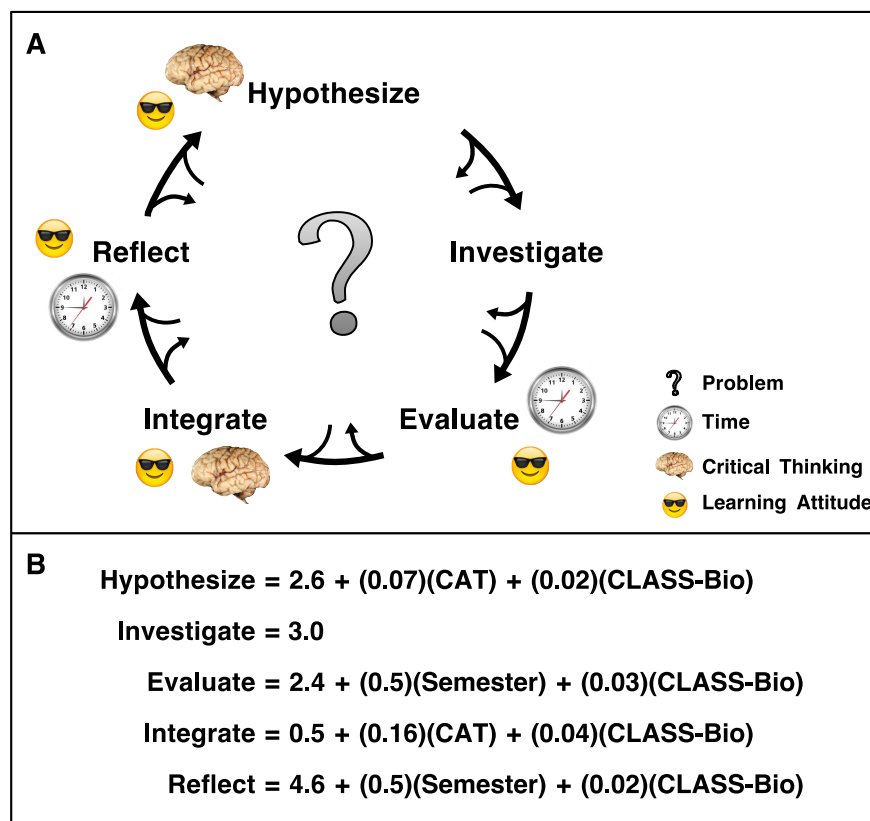 A
Hypothesize
Reflect
Investigate
Integrate
Evaluate
Problem
Time
Critical Thinking
Learning Attitude
B
Hypothesize = 2.6 + (0.07)(CAT) + (0.02)(CLASS-Bio)
Investigate = 3.0
Evaluate = 2.4 + (0.5)(Semester) + (0.03)(CLASS-Bio)
Integrate = 0.5 + (0.16)(CAT) + (0.04)(CLASS-Bio)
Reflect = 4.6 + (0.5)(Semester) + (0.02)(CLASS-Bio)